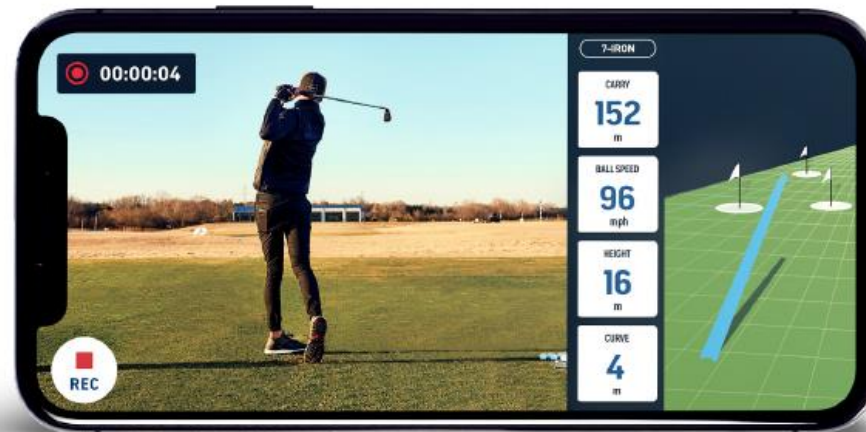 00:00:04
REC
7-IRON
CARRY
152
m
BALL SPEED
96
mph
HEIGHT
16
m
CURVE
4
m